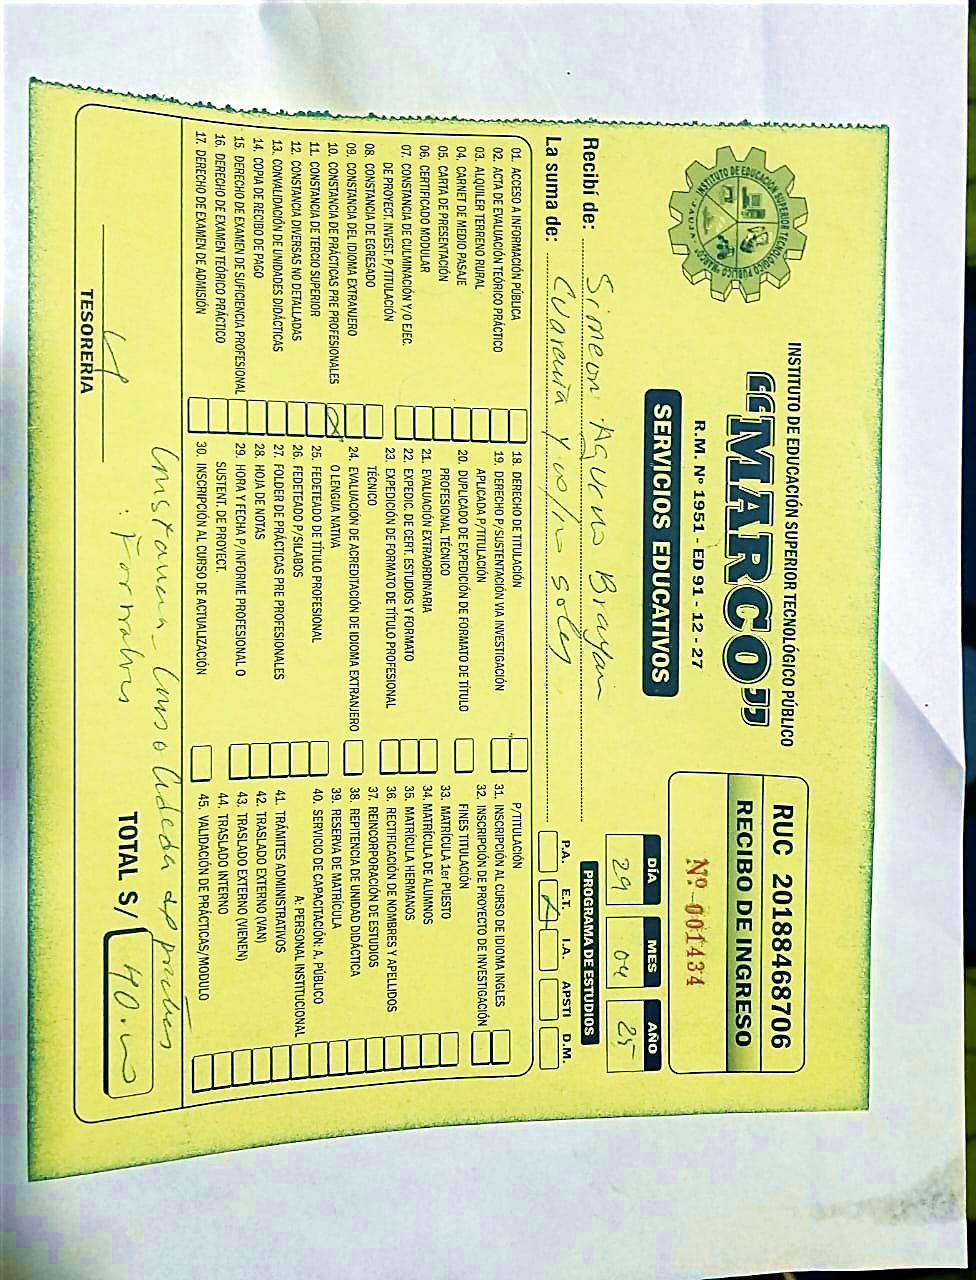 INSTITUTO DE EDUCACIÓN SUPERIOR TECNOLÓGICO PÚBLICO
"MARCO"
R.M. Nº 1951 - ED 91 - 12 - 27
SERVICIOS EDUCATIVOS
INSTITUTO DE EDUCACIÓN SUPERIOR TECNOLÓGICO PÚBLICO "MARCO"
JAUJA
RUC 20188468706
RECIBO DE INGRESO
Nº 001434
DÍA MES AÑO
29 04 25
PROGRAMA DE ESTUDIOS
P.A. E.T. I.A. APSTI D.M.
Recibí de: Simeon Brayan
La suma de: Cuarenta y 00/100 soles
01. ACCESO A INFORMACIÓN PÚBLICA
02. ACTA DE EVALUACIÓN TEÓRICO PRÁCTICO
03. ALQUILER TERRENO RURAL
04. CARNET DE MEDIO PASAJE
05. CARTA DE PRESENTACIÓN
06. CERTIFICADO MODULAR
07. CONSTANCIA DE CULMINACIÓN Y/O EJEC.
DE PROYECT. INVEST. P/TITULACIÓN
08. CONSTANCIA DE EGRESADO
09. CONSTANCIA DEL IDIOMA EXTRANJERO
10. CONSTANCIA DE PRÁCTICAS PRE PROFESIONALES
11. CONSTANCIA DE TERCIO SUPERIOR
12. CONSTANCIA DIVERSAS NO DETALLADAS
13. CONVALIDACIÓN DE UNIDADES DIDÁCTICAS
14. COPIA DE RECIBO DE PAGO
15. DERECHO DE EXAMEN DE SUFICIENCIA PROFESIONAL
16. DERECHO DE EXAMEN TEÓRICO PRÁCTICO
17. DERECHO DE EXAMEN DE ADMISIÓN
18. DERECHO DE TITULACIÓN
19. DERECHO P/SUSTENTACIÓN VIA INVESTIGACIÓN
APLICADA P/TITULACIÓN
20. DUPLICADO DE EXPEDICIÓN DE FORMATO DE TÍTULO
PROFESIONAL TÉCNICO
21. EVALUACIÓN EXTRAORDINARIA
22. EXPEDIC. DE CERT. ESTUDIOS Y FORMATO
23. EXPEDICIÓN DE FORMATO DE TÍTULO PROFESIONAL
TÉCNICO
24. EVALUACIÓN DE ACREDITACIÓN DE IDIOMA EXTRANJERO
O LENGUA NATIVA
25. FEDETEADO DE TÍTULO PROFESIONAL
26. FEDETEADO P/SILABOS
27. FOLDER DE PRÁCTICAS PRE PROFESIONALES
28. HOJA DE NOTAS
29. HORA Y FECHA P/INFORME PROFESIONAL O
SUSTENT. DE PROYECT.
30. INSCRIPCIÓN AL CURSO DE ACTUALIZACIÓN
P/TITULACIÓN
31. INSCRIPCIÓN AL CURSO DE IDIOMA INGLES
32. INSCRIPCIÓN DE PROYECTO DE INVESTIGACIÓN
FINES TITULACIÓN
33. MATRÍCULA 1er PUESTO
34. MATRÍCULA DE ALUMNOS
35. MATRÍCULA HERMANOS
36. RECTIFICACIÓN DE NOMBRES Y APELLIDOS
37. REINCORPORACIÓN DE ESTUDIOS
38. REPITENCIA DE UNIDAD DIDÁCTICA
39. RESERVA DE MATRÍCULA
40. SERVICIO DE CAPACITACIÓN: A. PÚBLICO
A: PERSONAL INSTITUCIONAL
41. TRÁMITES ADMINISTRATIVOS
42. TRASLADO EXTERNO (VAN)
43. TRASLADO EXTERNO (VIENEN)
44. TRASLADO INTERNO
45. VALIDACIÓN DE PRÁCTICAS/MODULO
Constancia de
TESORERIA
TOTAL S/ 40.00